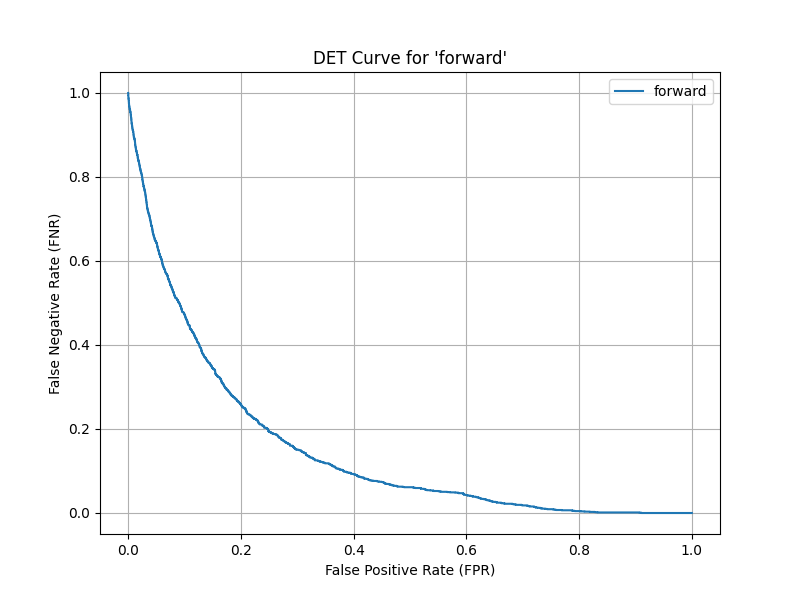 DET Curve for 'forward'
forward
False Negative Rate (FNR)
1.0
0.8
0.6
0.4
0.2
0.0
0.0 0.2 0.4 0.6 0.8 1.0
False Positive Rate (FPR)